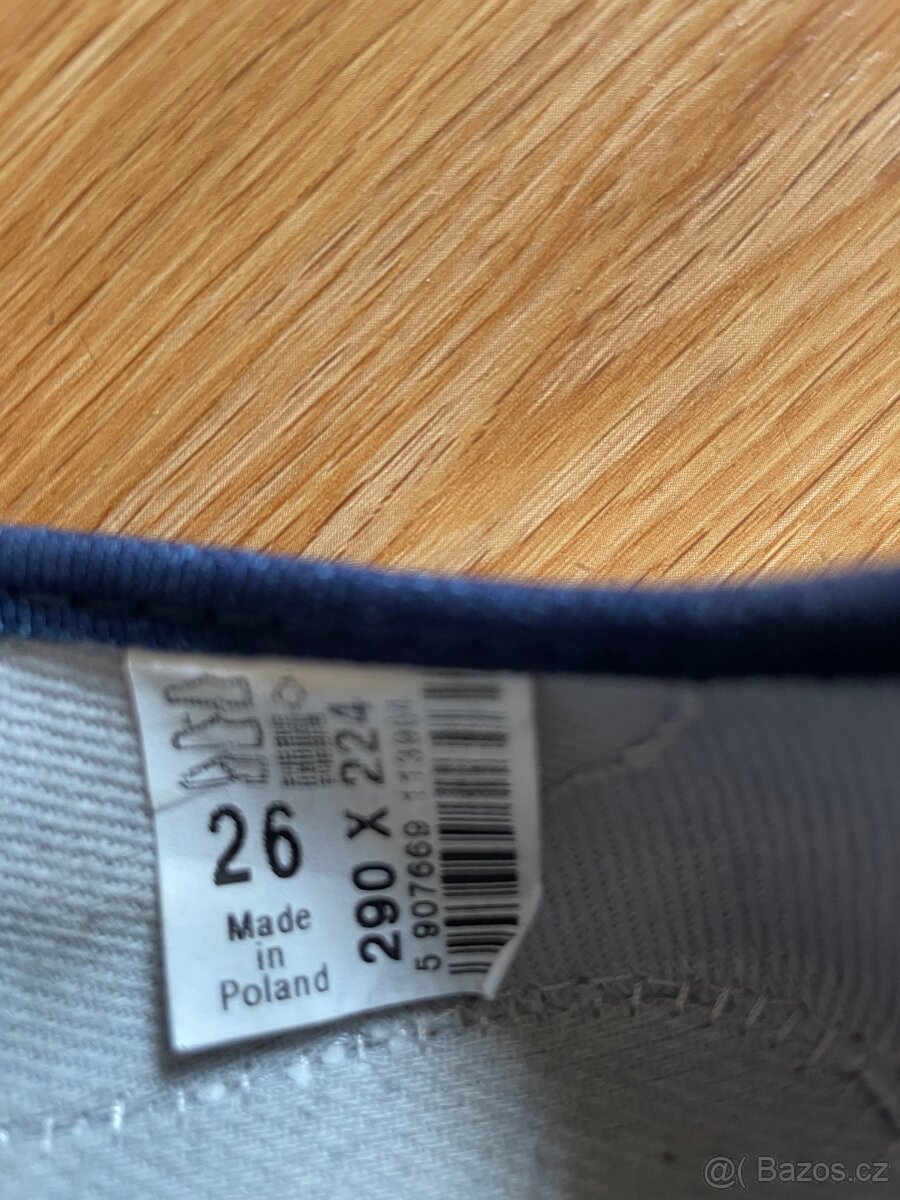 26
Made
in
Poland
290 X 224
5 907669
@( Bazos.cz